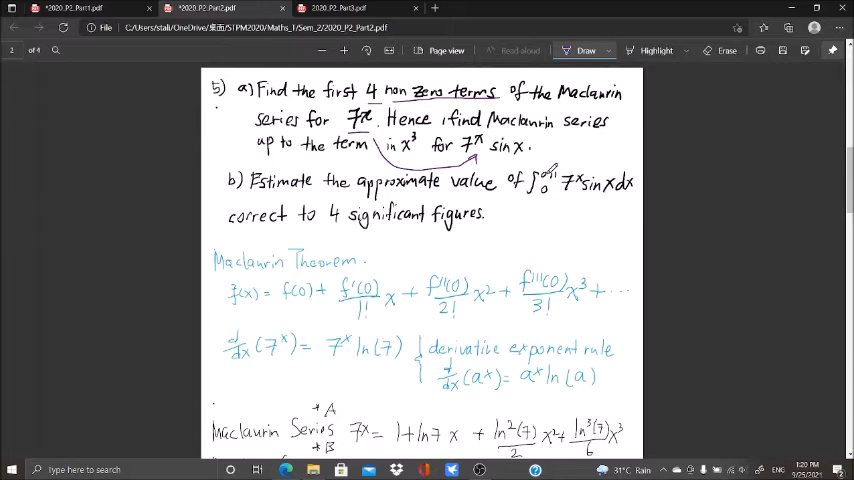 *2020_P2_Part1.pdf
*2020_P2_Part2.pdf
2020_P2_Part3.pdf
File | C:/Users/stali/OneDrive/桌面/STPM2020/Maths_T/Sem_2/2020_P2_Part2.pdf
2 of 4
Page view
Read aloud
Draw
Highlight
Erase
5) a) Find the first 4 non zero terms of the Maclaurin
series for 7^x. Hence, find Maclaurin series
up to the term in x³ for 7^x sin x.
b) Estimate the approximate value of ∫₀ 7^x sin x dx
correct to 4 significant figures.
Maclaurin Theorem.
f(x) = f(0) + f'(0)/1! x + f''(0)/2! x² + f'''(0)/3! x³ + ...
d/dx (7^x) = 7^x ln(7) { derivative exponent rule
d/dx (a^x) = a^x ln(a)
*A
Maclaurin Series 7^x = 1 + ln7 x + ln²(7)/2 x² + ln³(7)/6 x³
*B
Type here to search
31°C Rain
1:20 PM
9/25/2021